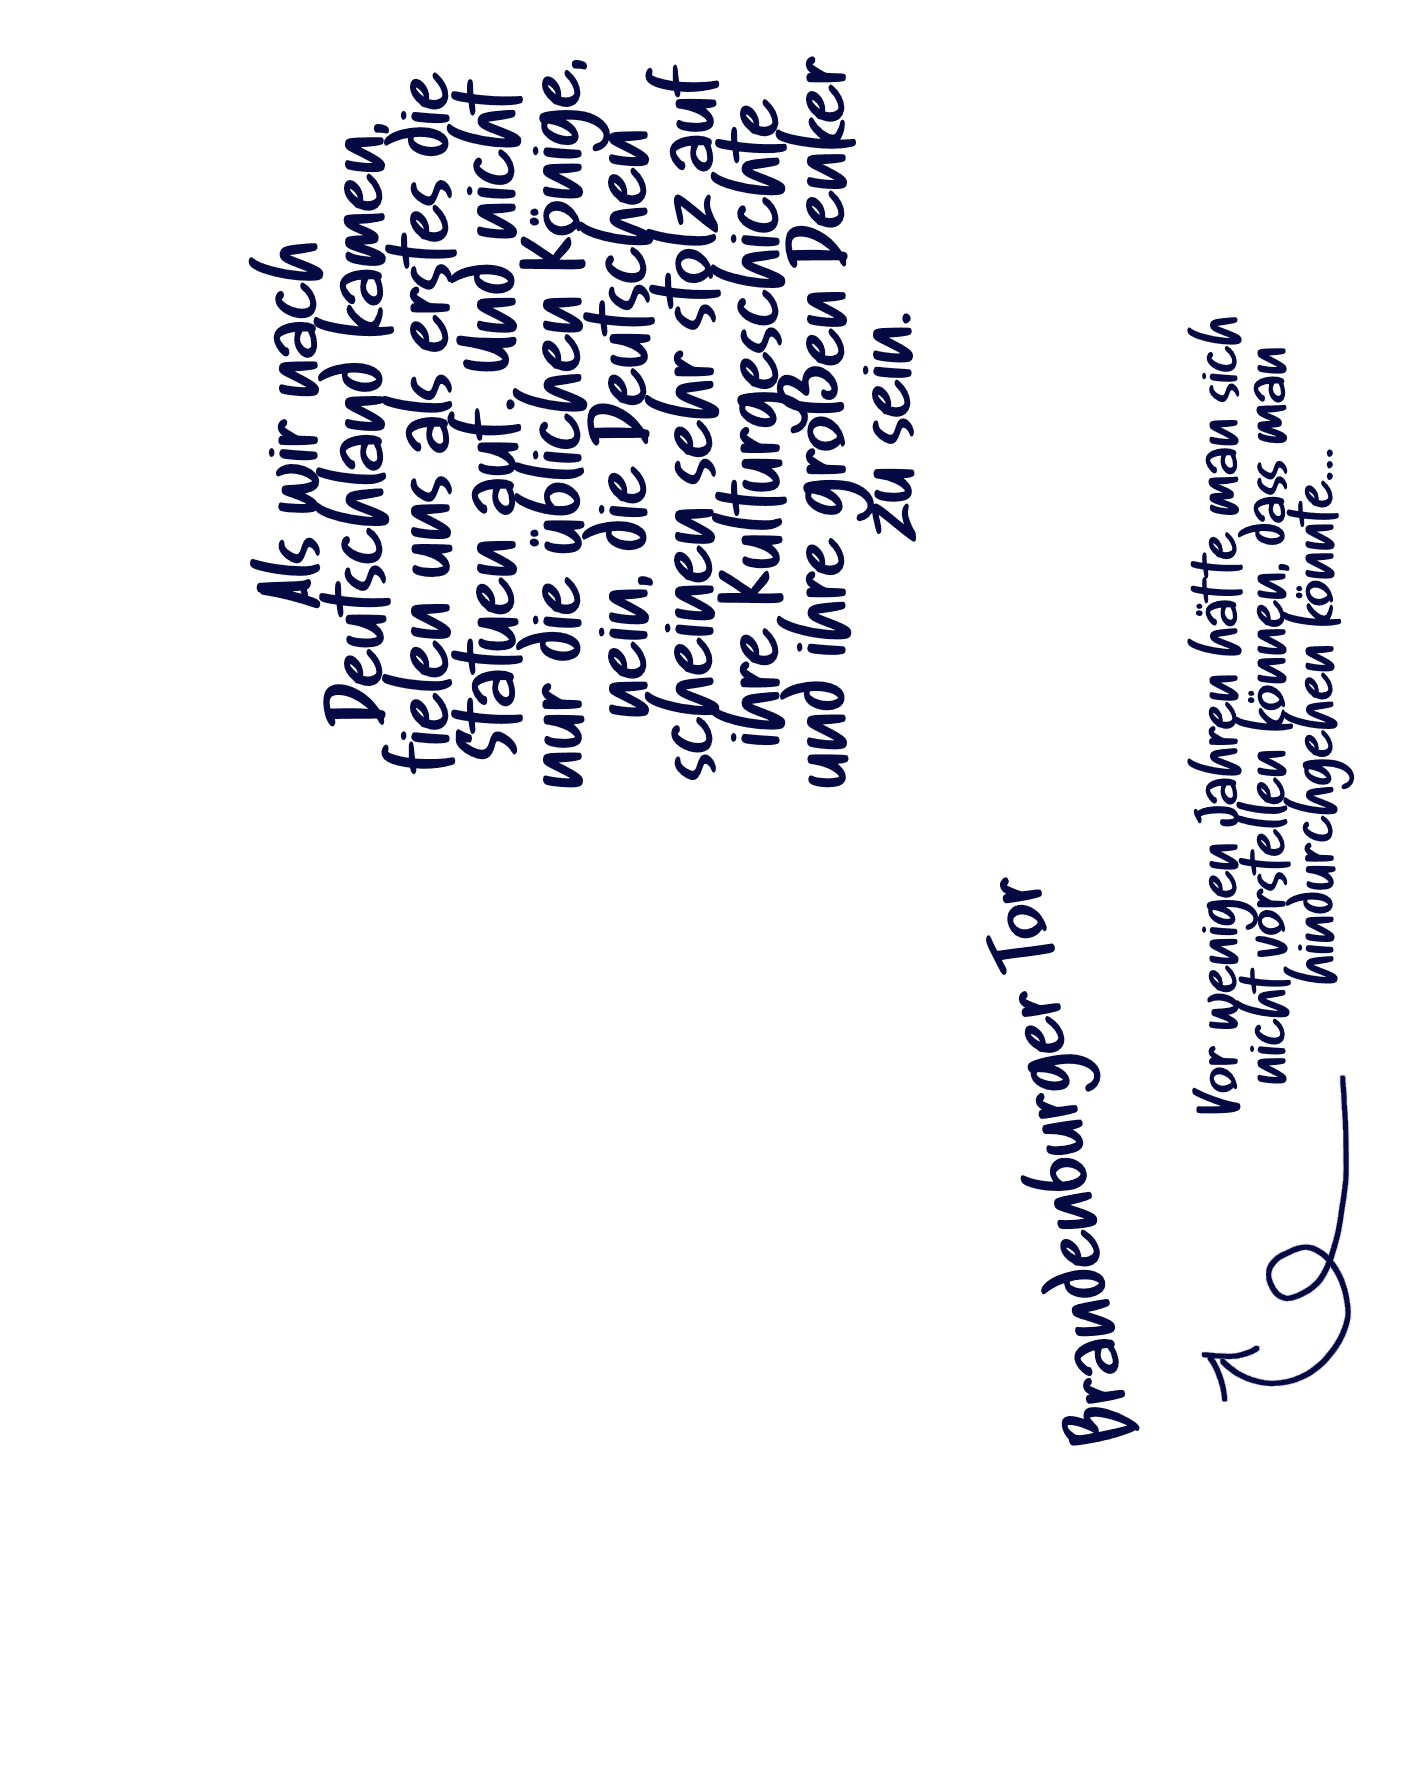 Als wir nach
Deutschland kamen,
fielen uns als erstes die
Statuen auf. Und nicht
nur die üblichen Könige,
nein, die Deutschen
scheinen sehr stolz auf
ihre Kulturgeschichte
und ihre großen Denker
zu sein.
Brandenburger Tor
Vor wenigen Jahren hätte man sich
nicht vorstellen können, dass man
hindurchgehen könnte...